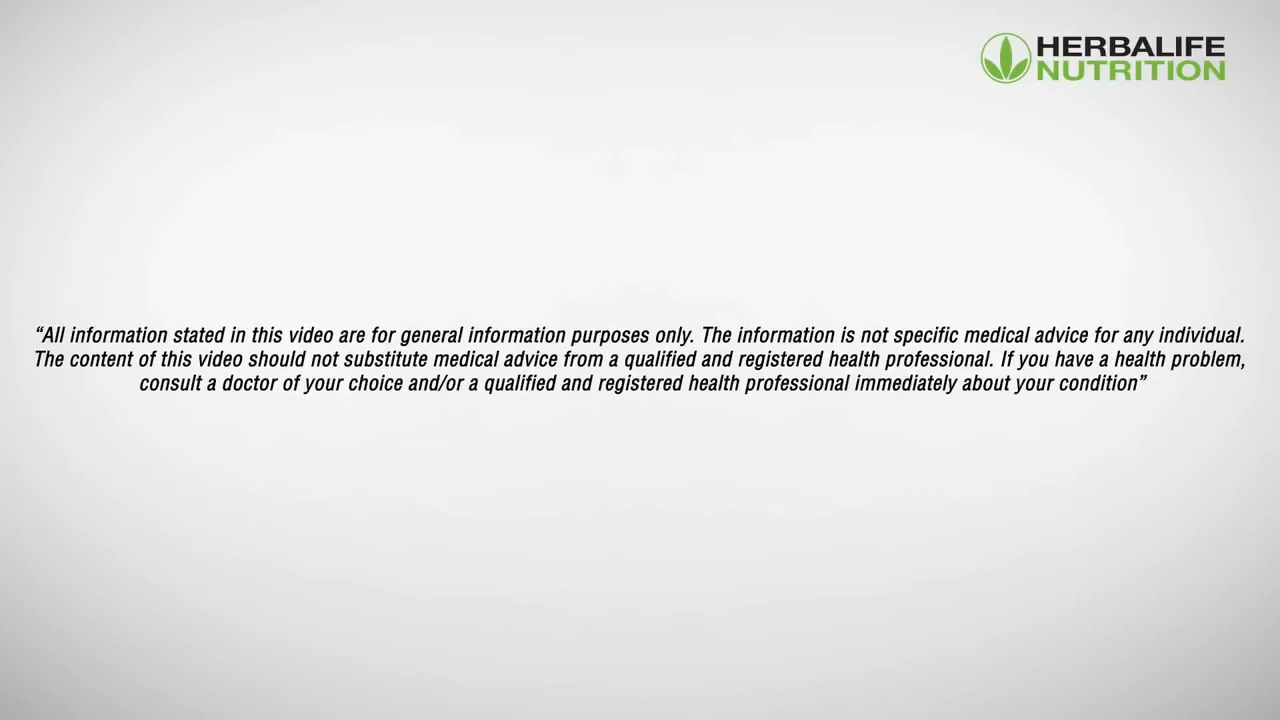 HERBALIFE
NUTRITION
“All information stated in this video are for general information purposes only. The information is not specific medical advice for any individual.
The content of this video should not substitute medical advice from a qualified and registered health professional. If you have a health problem,
consult a doctor of your choice and/or a qualified and registered health professional immediately about your condition”